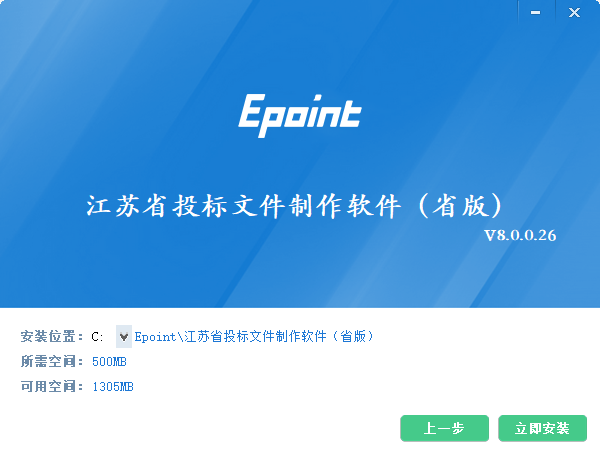 Epoint
江苏省投标文件制作软件（省版）
V8.0.0.26
安装位置： C: Epoint\江苏省投标文件制作软件（省版）
所需空间： 500MB
可用空间： 1305MB
上一步 立即安装